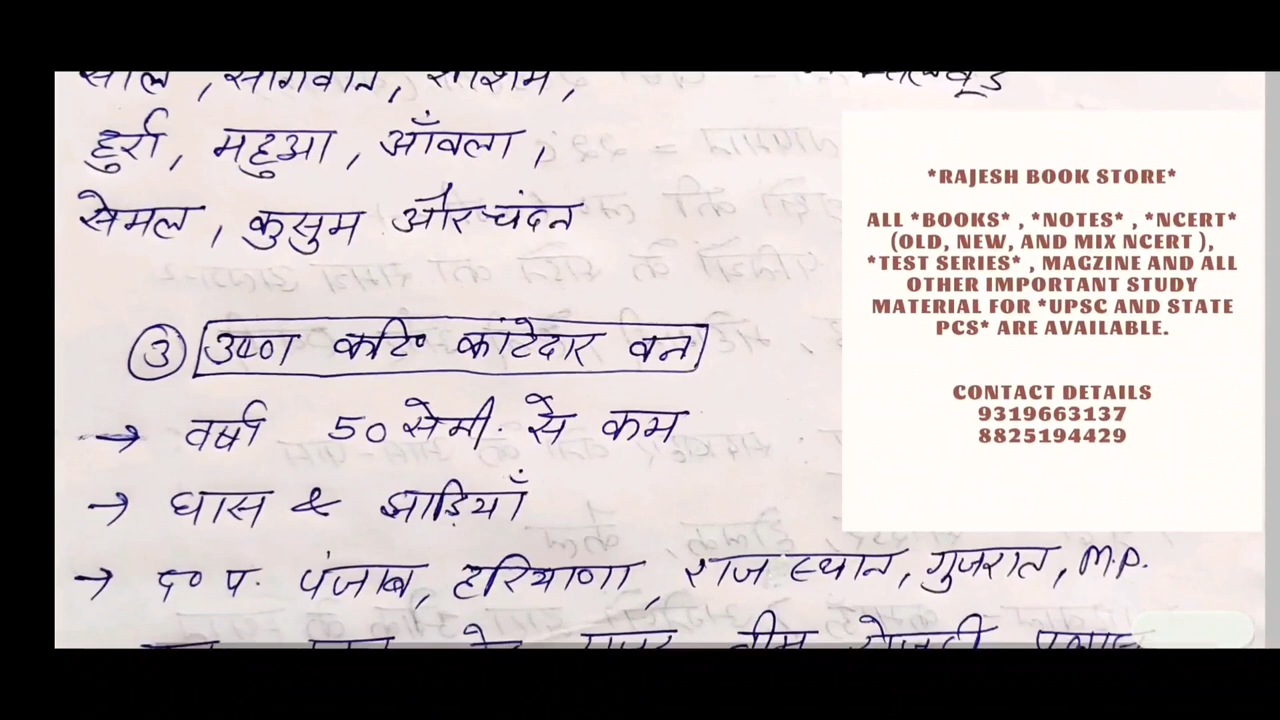 साल, सागवान, शीशम,
हुर्रा, महुआ, आँवला,
सेमल, कुसुम और चंदन
③ उष्ण कटि० कांटेदार वन
→ वर्षा 50 सेमी. से कम
→ घास & झाड़ियाँ
→ द० प. पंजाब, हरियाणा, राजस्थान, गुजरात, M.P.
*RAJESH BOOK STORE*
ALL *BOOKS* , *NOTES* , *NCERT*
(OLD, NEW, AND MIX NCERT ),
*TEST SERIES* , MAGZINE AND ALL
OTHER IMPORTANT STUDY
MATERIAL FOR *UPSC AND STATE
PCS* ARE AVAILABLE.
CONTACT DETAILS
9319663137
8825194429